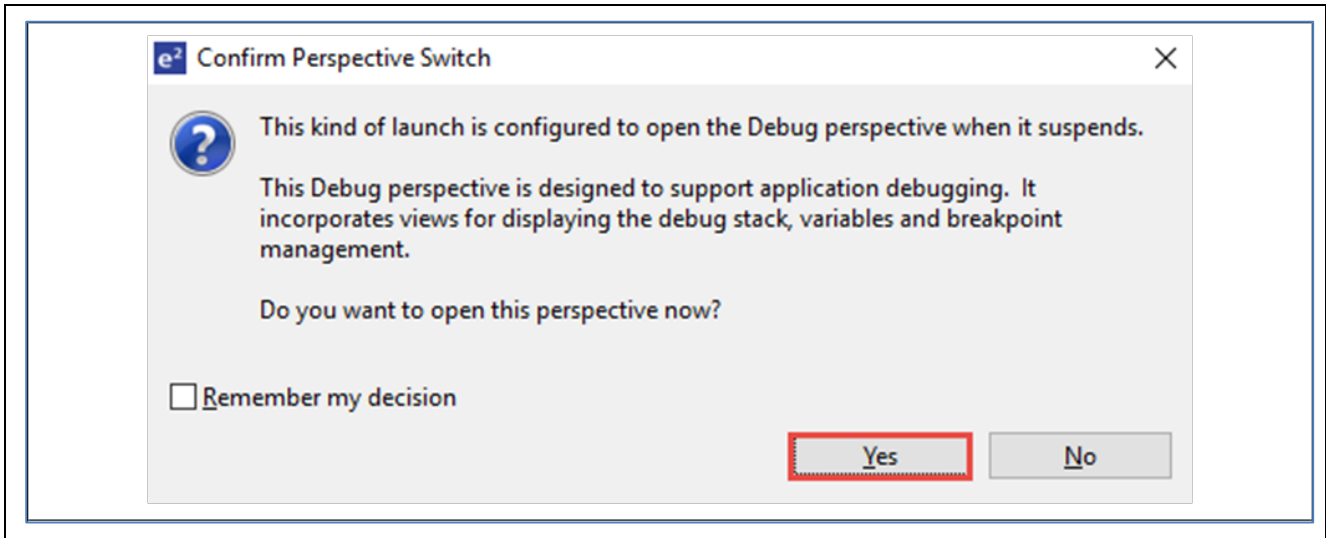 e² Confirm Perspective Switch
This kind of launch is configured to open the Debug perspective when it suspends.
This Debug perspective is designed to support application debugging. It
incorporates views for displaying the debug stack, variables and breakpoint
management.
Do you want to open this perspective now?
Remember my decision
Yes No